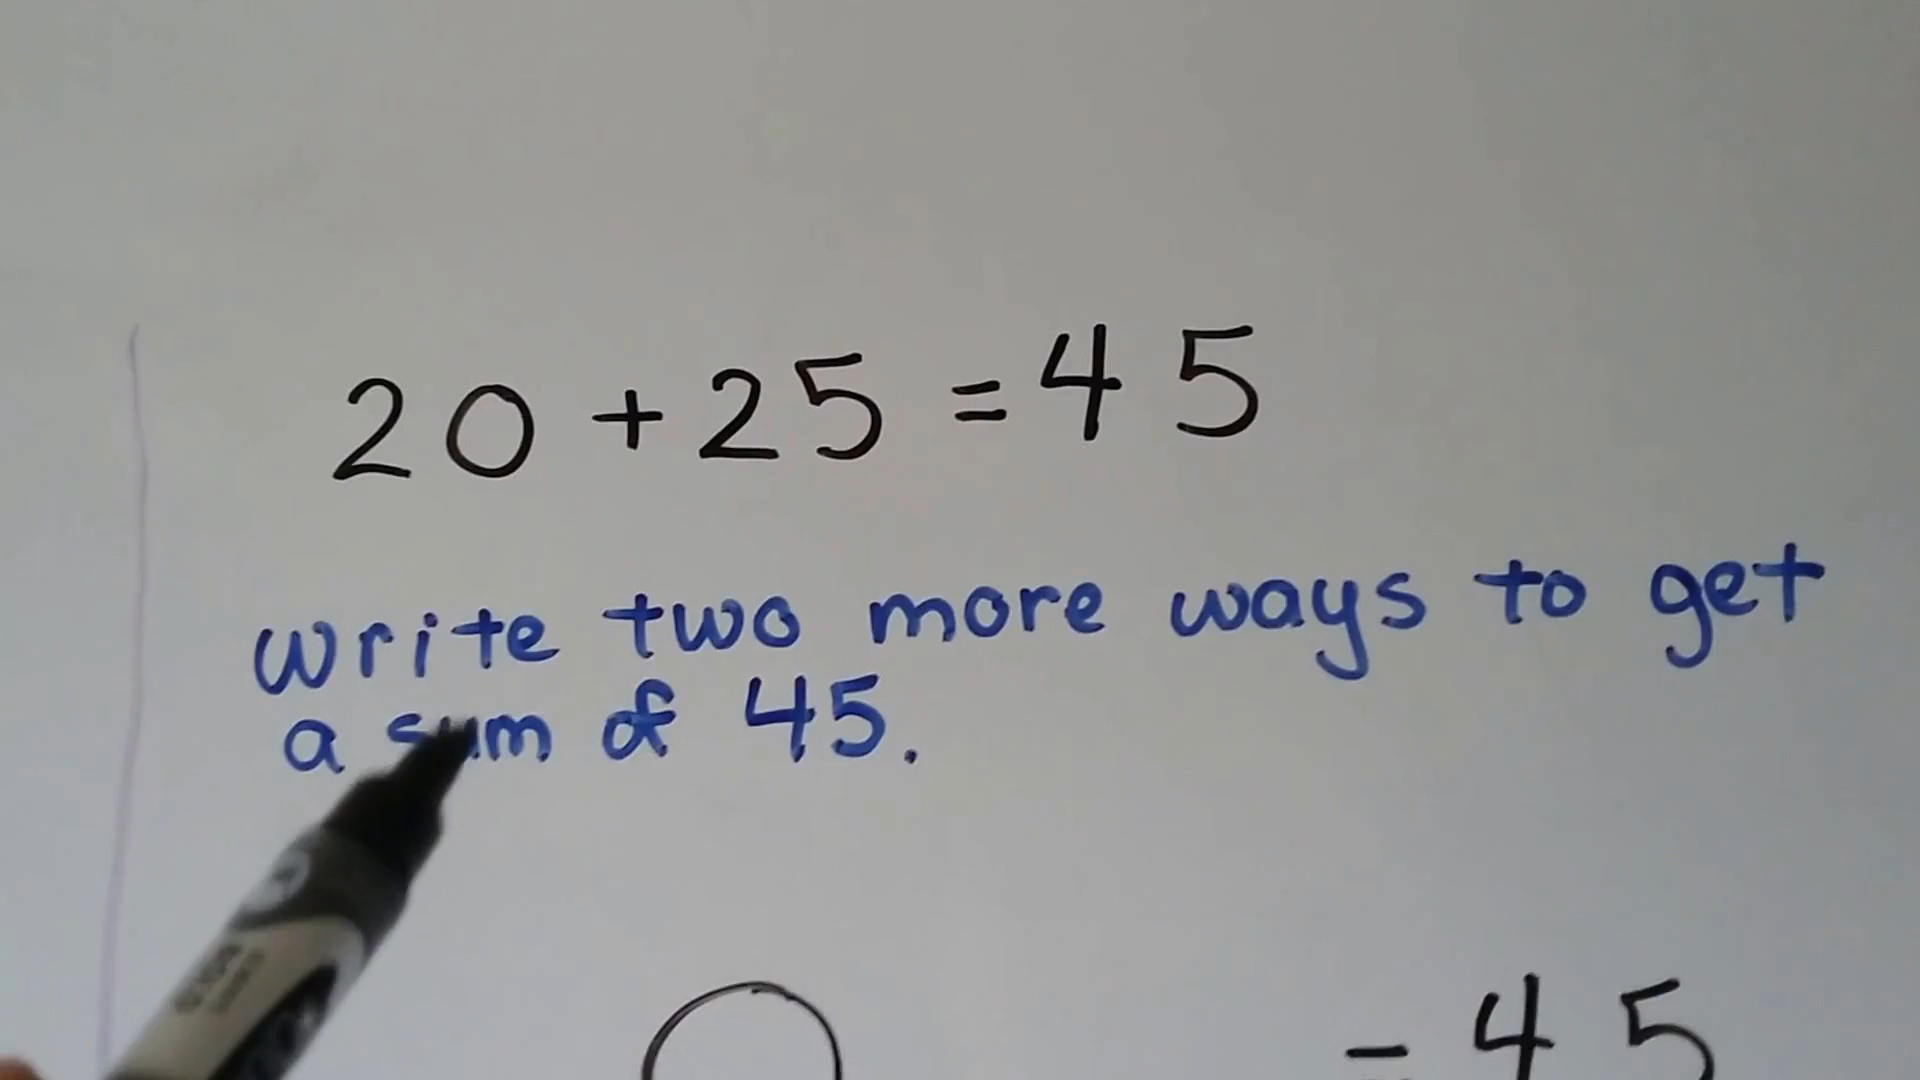 20 + 25 = 45
Write two more ways to get
a sum of 45.
= 45